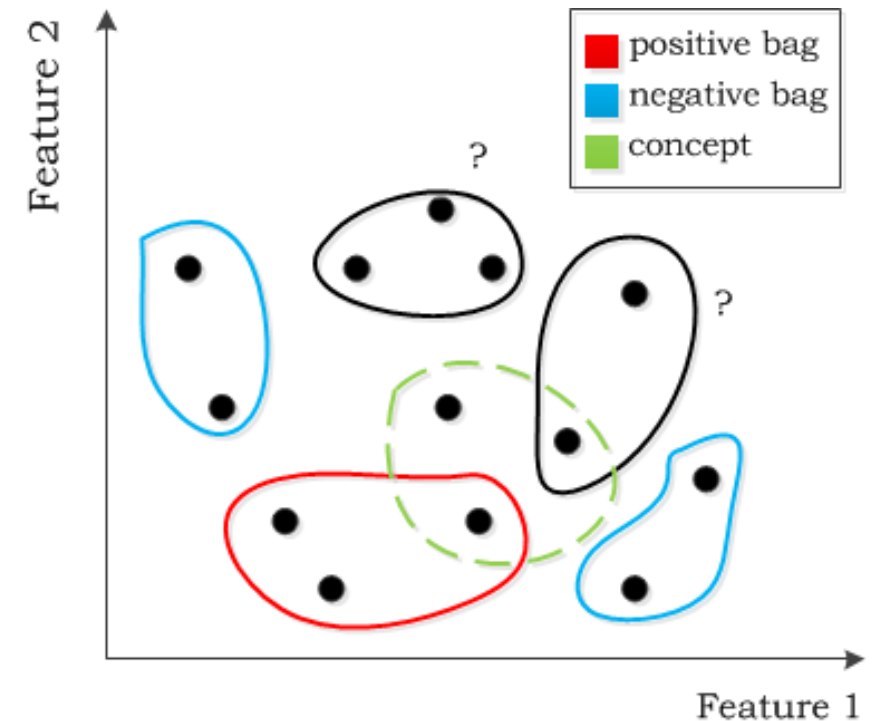 Feature 2
positive bag
negative bag
concept
?
?
Feature 1